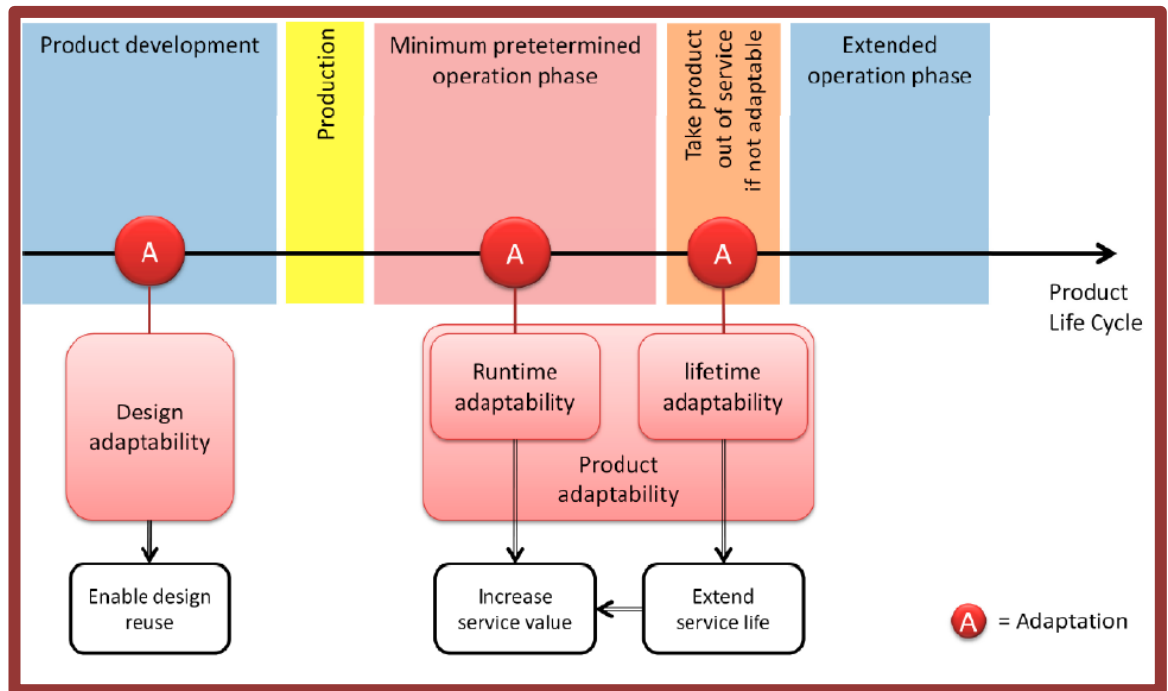 Product development
Production
Minimum pretetermined
operation phase
Take product
out of service
if not adaptable
Extended
operation phase
A
A
A
Product
Life Cycle
Design
adaptability
Runtime
adaptability
lifetime
adaptability
Product
adaptability
Enable design
reuse
Increase
service value
Extend
service life
A = Adaptation